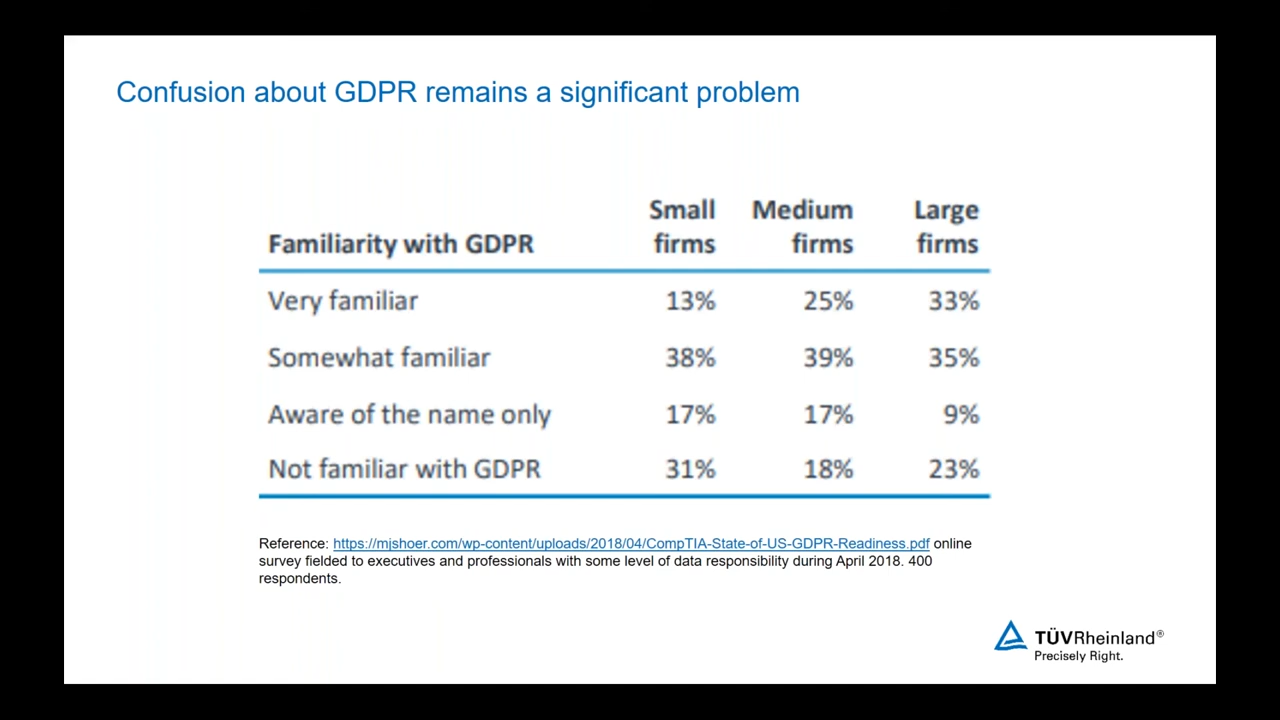 Confusion about GDPR remains a significant problem
Small Medium Large
Familiarity with GDPR firms firms firms
Very familiar 13% 25% 33%
Somewhat familiar 38% 39% 35%
Aware of the name only 17% 17% 9%
Not familiar with GDPR 31% 18% 23%
Reference: https://mjshoer.com/wp-content/uploads/2018/04/CompTIA-State-of-US-GDPR-Readiness.pdf online
survey fielded to executives and professionals with some level of data responsibility during April 2018. 400
respondents.
TÜVRheinland®
Precisely Right.